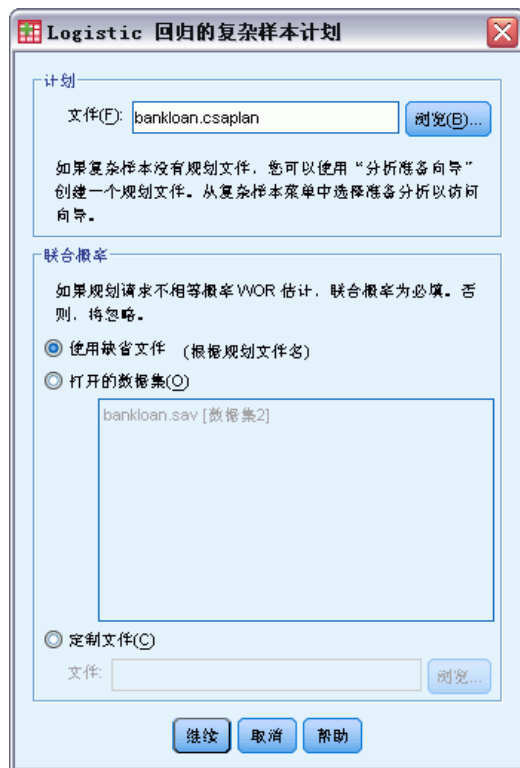 Logistic 回归的复杂样本计划
计划
文件(F): bankloan.csaplan 浏览(B)...
如果复杂样本没有规划文件，您可以使用“分析准备向导”
创建一个规划文件。从复杂样本菜单中选择准备分析以访问
向导。
联合概率
如果规划请求不相等概率 WOR 估计，联合概率为必填。否
则，将忽略。
使用缺省文件 (根据规划文件名)
打开的数据集(O)
bankloan.sav [数据集2]
定制文件(C)
文件: 浏览...
继续 取消 帮助